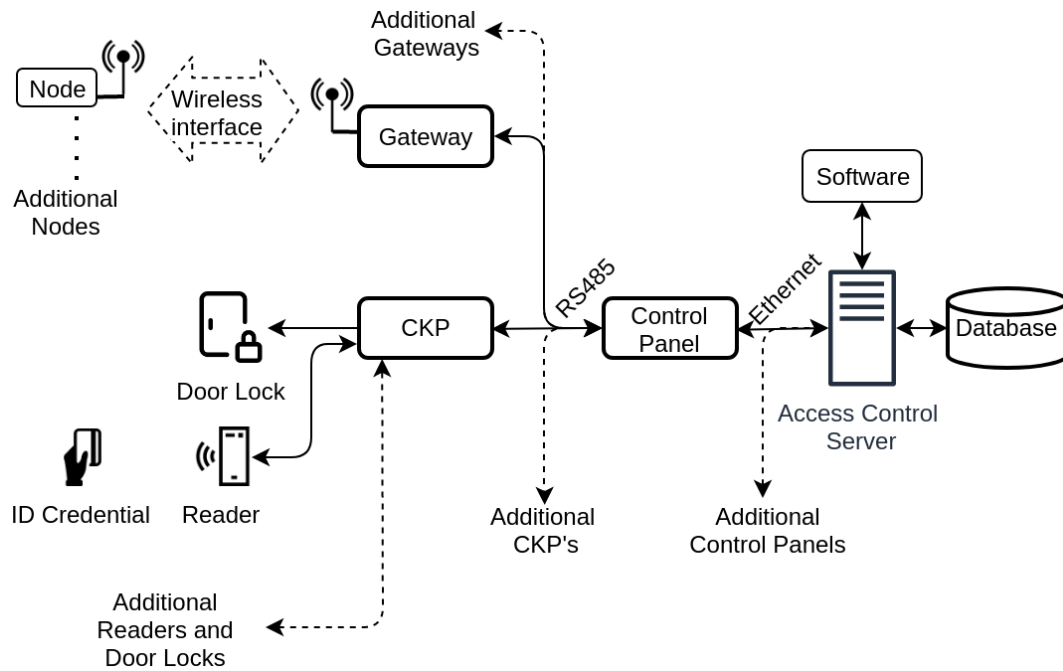 Additional
Gateways
Node
Wireless
interface
Gateway
Additional
Nodes
Software
RS485
Ethernet
CKP
Control
Panel
Database
Door Lock
Access Control
Server
ID Credential
Reader
Additional
CKP's
Additional
Control Panels
Additional
Readers and
Door Locks